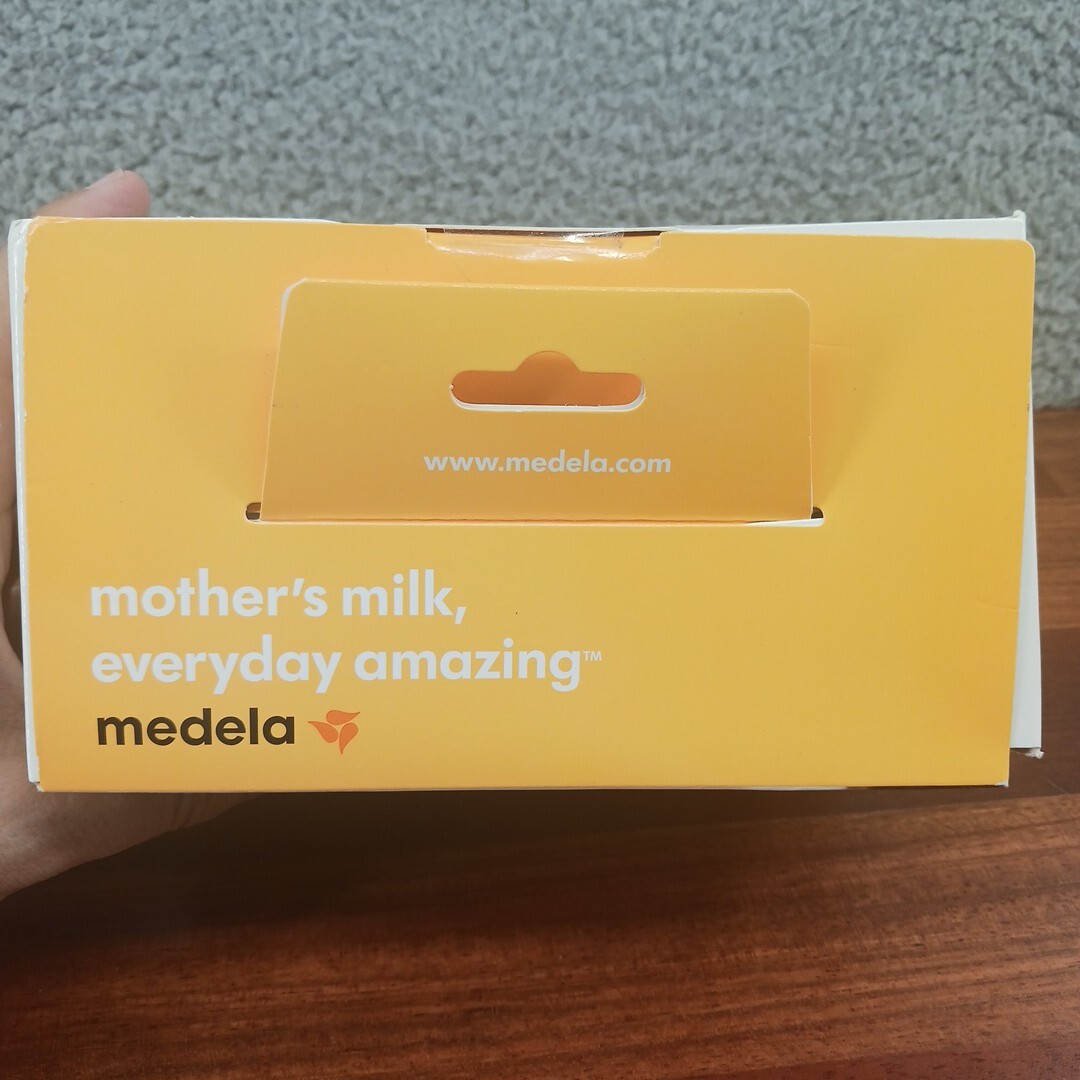 www.medela.com
mother's milk,
everyday amazing™
medela